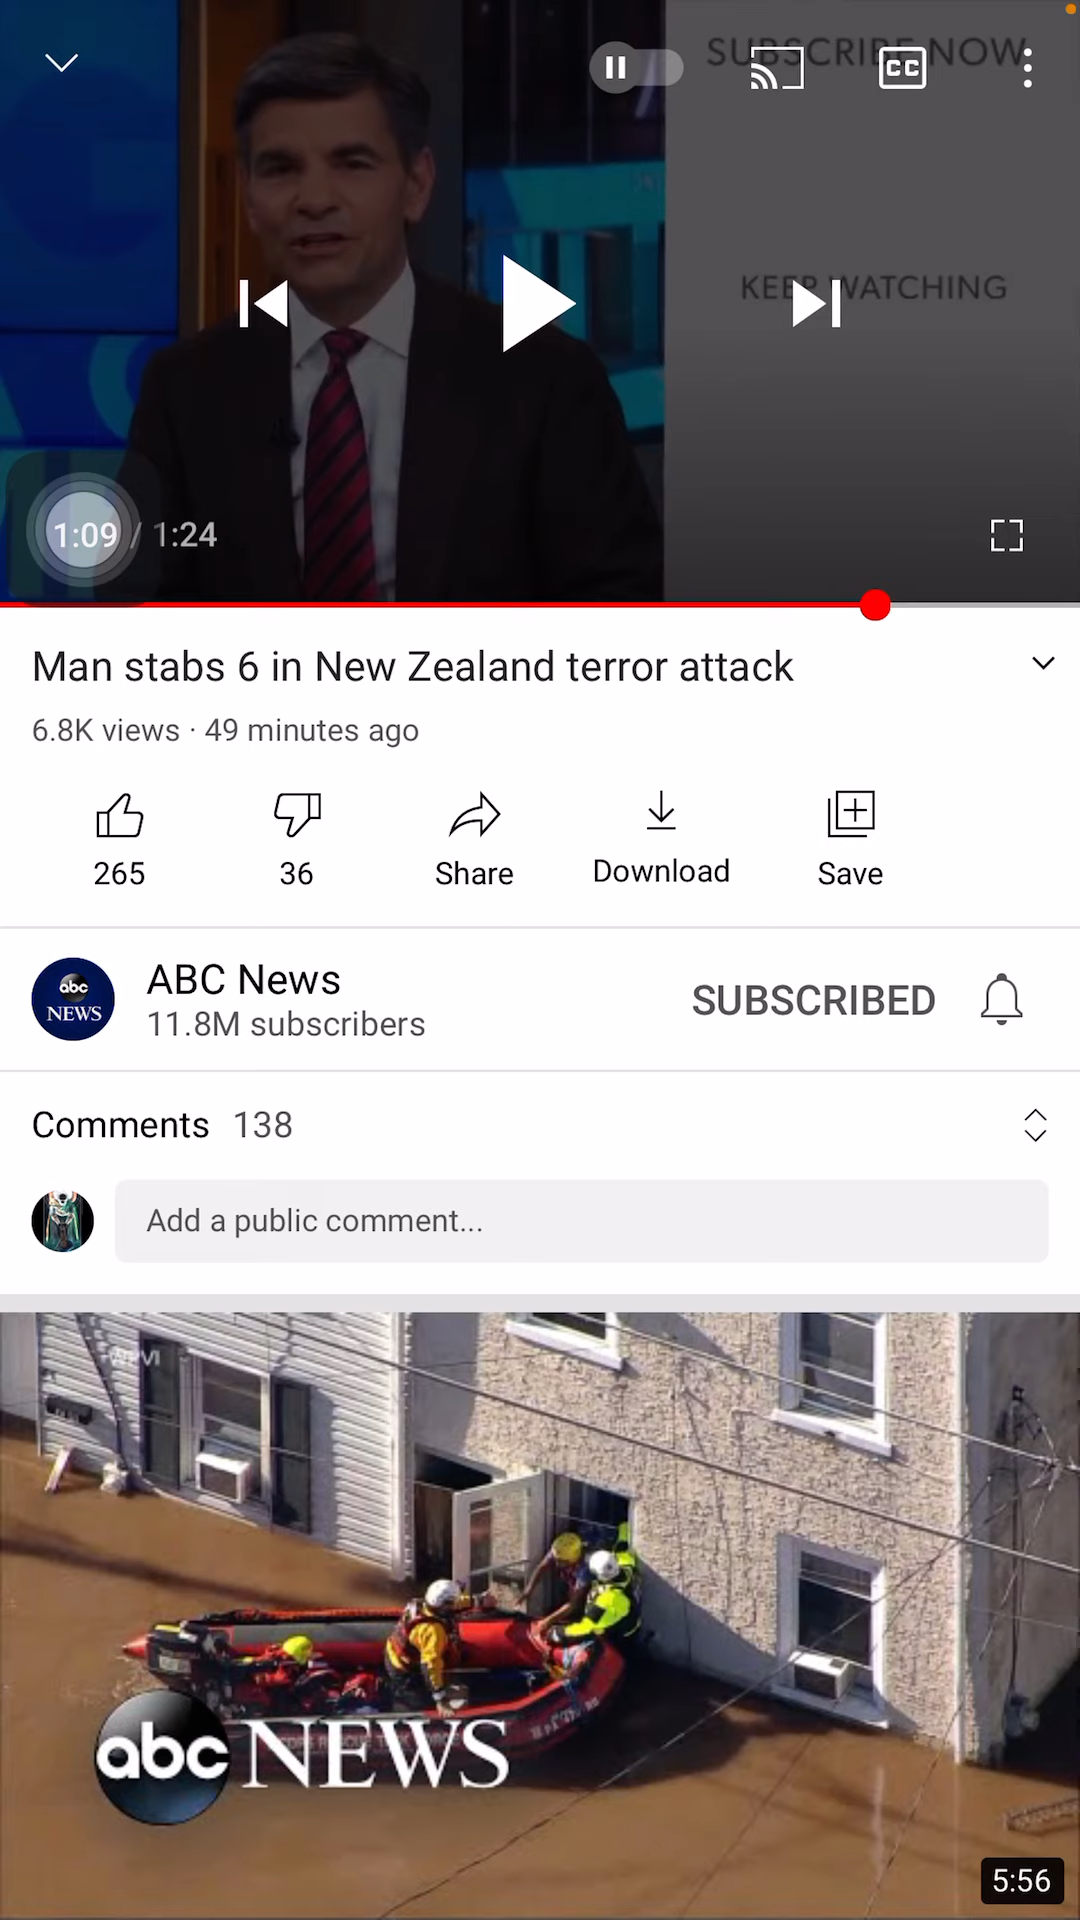 SUBSCRIBE NOW
CC
KEEP WATCHING
1:09 / 1:24
Man stabs 6 in New Zealand terror attack
6.8K views · 49 minutes ago
265
36
Share
Download
Save
abc
NEWS
ABC News
11.8M subscribers
SUBSCRIBED
Comments 138
Add a public comment...
abc NEWS
5:56